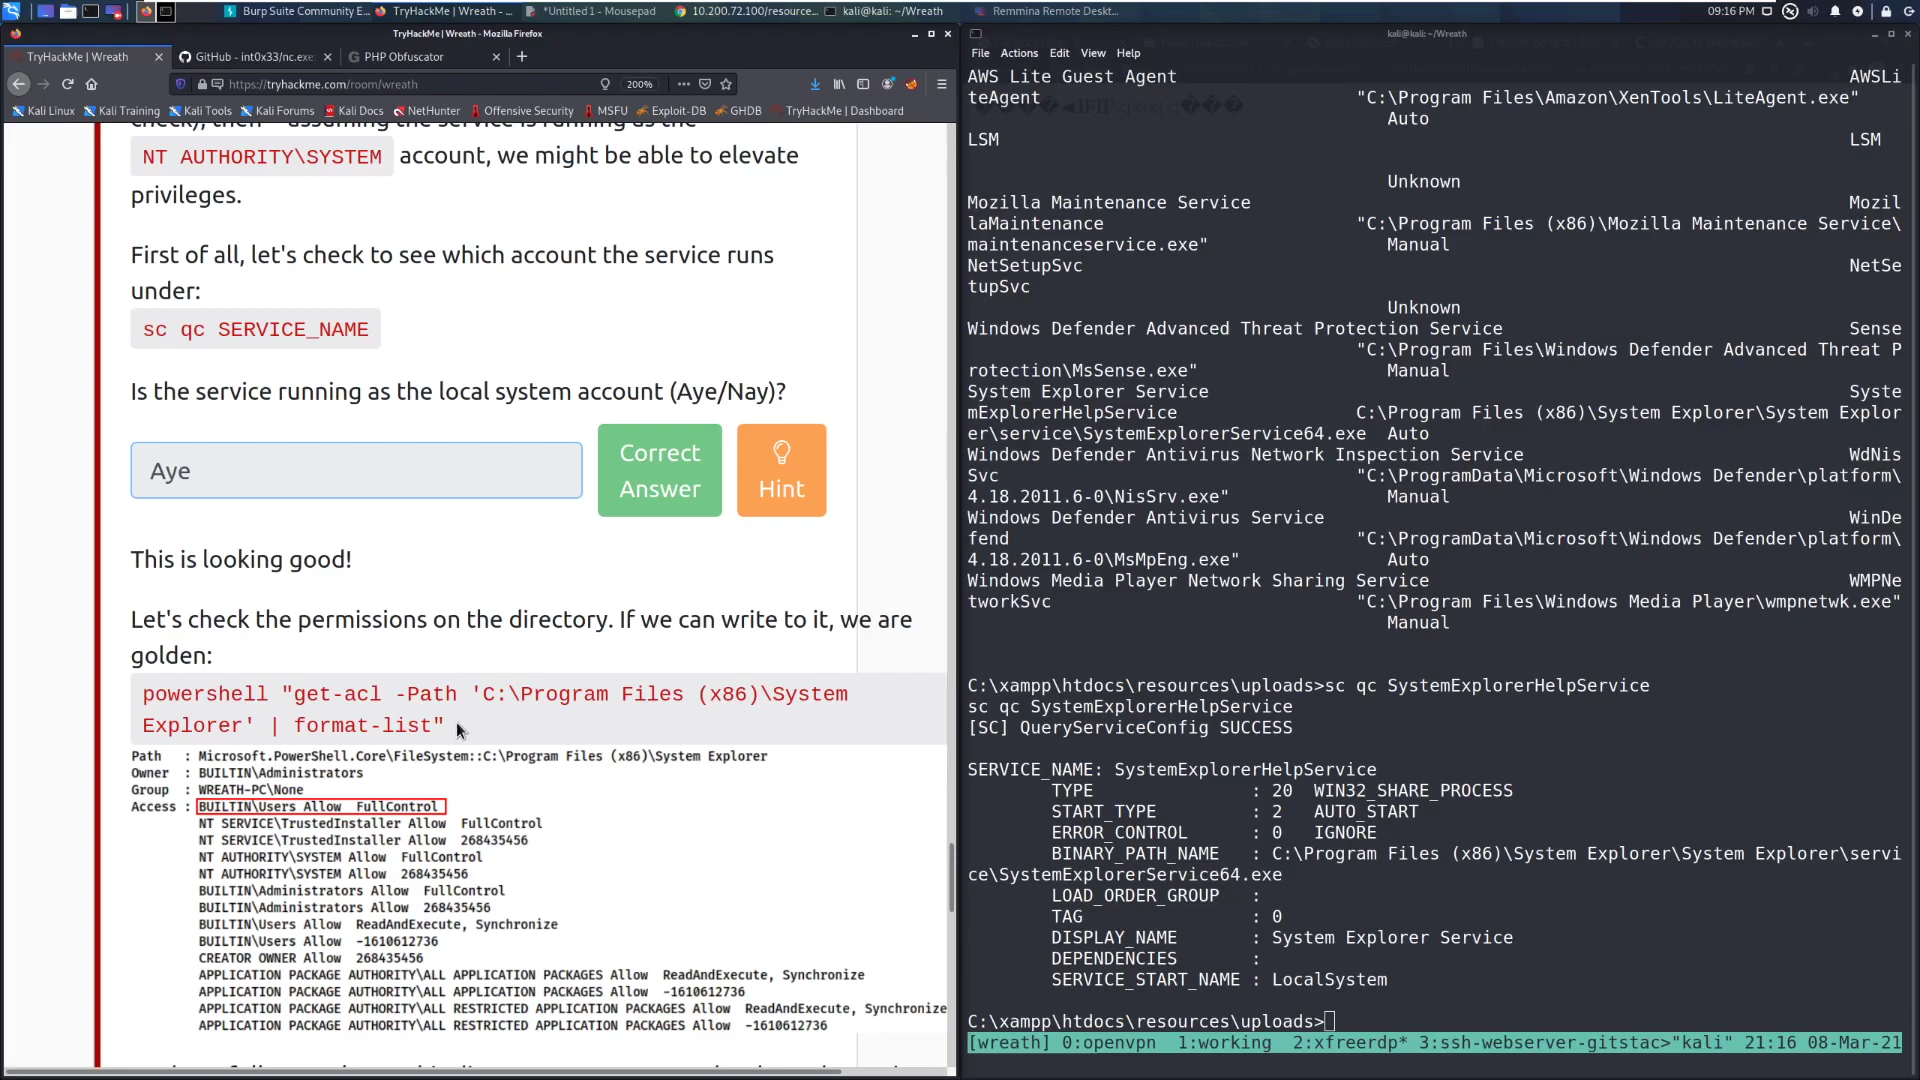 Burp Suite Community E...
TryHackMe | Wreath - ...
*Untitled 1 - Mousepad
10.200.72.100/resource...
kali@kali: ~/Wreath
Remmina Remote Deskt...
09:16 PM
TryHackMe | Wreath - Mozilla Firefox
TryHackMe | Wreath
GitHub - int0x33/nc.exe:
PHP Obfuscator
https://tryhackme.com/room/wreath
200%
Kali Linux
Kali Training
Kali Tools
Kali Forums
Kali Docs
NetHunter
Offensive Security
MSFU
Exploit-DB
GHDB
TryHackMe | Dashboard
check), then — assuming the service is running as the
NT AUTHORITY\SYSTEM account, we might be able to elevate
privileges.
First of all, let's check to see which account the service runs
under:
sc qc SERVICE_NAME
Is the service running as the local system account (Aye/Nay)?
Aye
Correct
Answer
Hint
This is looking good!
Let's check the permissions on the directory. If we can write to it, we are
golden:
powershell "get-acl -Path 'C:\Program Files (x86)\System
Explorer' | format-list"
Path : Microsoft.PowerShell.Core\FileSystem::C:\Program Files (x86)\System Explorer
Owner : BUILTIN\Administrators
Group : WREATH-PC\None
Access : BUILTIN\Users Allow FullControl
NT SERVICE\TrustedInstaller Allow FullControl
NT SERVICE\TrustedInstaller Allow 268435456
NT AUTHORITY\SYSTEM Allow FullControl
NT AUTHORITY\SYSTEM Allow 268435456
BUILTIN\Administrators Allow FullControl
BUILTIN\Administrators Allow 268435456
BUILTIN\Users Allow ReadAndExecute, Synchronize
BUILTIN\Users Allow -1610612736
CREATOR OWNER Allow 268435456
APPLICATION PACKAGE AUTHORITY\ALL APPLICATION PACKAGES Allow ReadAndExecute, Synchronize
APPLICATION PACKAGE AUTHORITY\ALL APPLICATION PACKAGES Allow -1610612736
APPLICATION PACKAGE AUTHORITY\ALL RESTRICTED APPLICATION PACKAGES Allow ReadAndExecute, Synchronize
APPLICATION PACKAGE AUTHORITY\ALL RESTRICTED APPLICATION PACKAGES Allow -1610612736
kali@kali: ~/Wreath
File Actions Edit View Help
AWS Lite Guest Agent AWSLi
teAgent "C:\Program Files\Amazon\XenTools\LiteAgent.exe"
Auto
LSM LSM
Unknown
Mozilla Maintenance Service Mozil
laMaintenance "C:\Program Files (x86)\Mozilla Maintenance Service\
maintenanceservice.exe" Manual
NetSetupSvc NetSe
tupSvc
Unknown
Windows Defender Advanced Threat Protection Service Sense
"C:\Program Files\Windows Defender Advanced Threat P
rotection\MsSense.exe" Manual
System Explorer Service Syste
mExplorerHelpService C:\Program Files (x86)\System Explorer\System Explor
er\service\SystemExplorerService64.exe Auto
Windows Defender Antivirus Network Inspection Service WdNis
Svc "C:\ProgramData\Microsoft\Windows Defender\platform\
4.18.2011.6-0\NisSrv.exe" Manual
Windows Defender Antivirus Service WinDe
fend "C:\ProgramData\Microsoft\Windows Defender\platform\
4.18.2011.6-0\MsMpEng.exe" Auto
Windows Media Player Network Sharing Service WMPNe
tworkSvc "C:\Program Files\Windows Media Player\wmpnetwk.exe"
Manual
C:\xampp\htdocs\resources\uploads>sc qc SystemExplorerHelpService
sc qc SystemExplorerHelpService
[SC] QueryServiceConfig SUCCESS
SERVICE_NAME: SystemExplorerHelpService
TYPE : 20 WIN32_SHARE_PROCESS
START_TYPE : 2 AUTO_START
ERROR_CONTROL : 0 IGNORE
BINARY_PATH_NAME : C:\Program Files (x86)\System Explorer\System Explorer\servi
ce\SystemExplorerService64.exe
LOAD_ORDER_GROUP :
TAG : 0
DISPLAY_NAME : System Explorer Service
DEPENDENCIES :
SERVICE_START_NAME : LocalSystem
C:\xampp\htdocs\resources\uploads>
[wreath] 0:openvpn 1:working 2:xfreerdp* 3:ssh-webserver-gitstac>"kali" 21:16 08-Mar-21